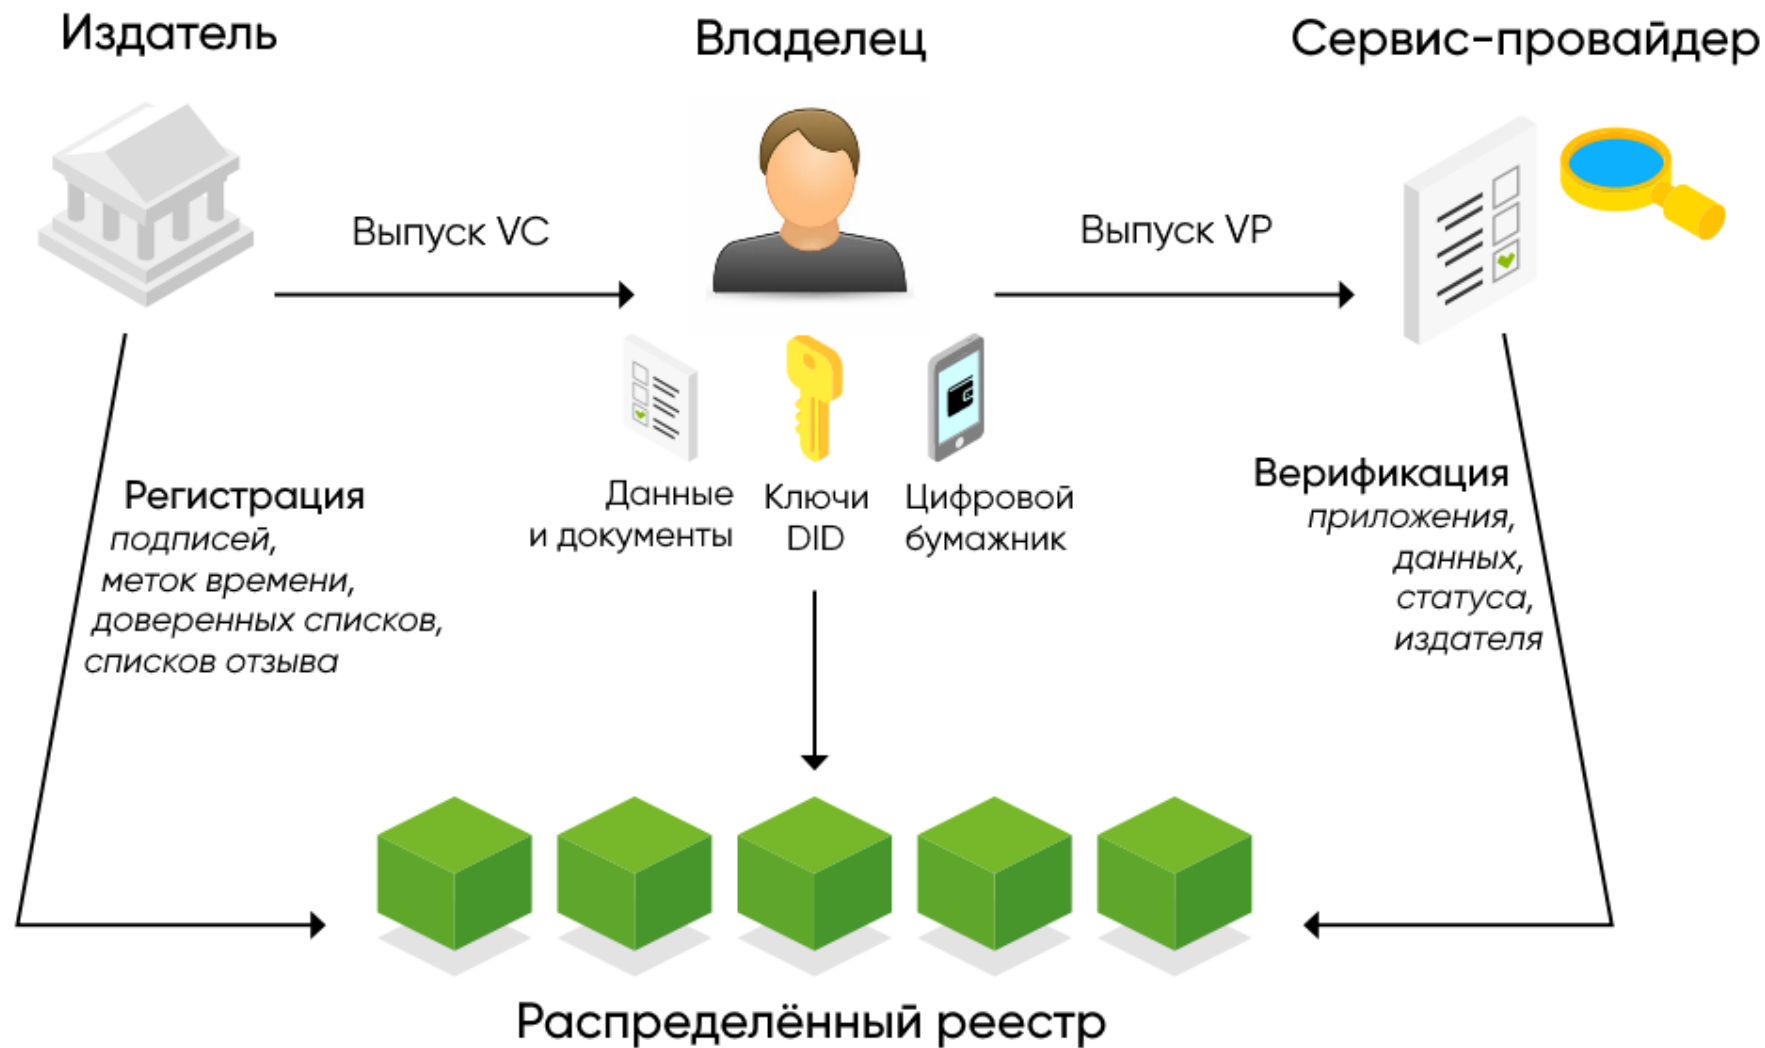 Издатель
Владелец
Сервис-провайдер
Выпуск VC
Выпуск VP
Регистрация
подписей,
меток времени,
доверенных списков,
списков отзыва
Данные
и документы
Ключи
DID
Цифровой
бумажник
Верификация
приложения,
данных,
статуса,
издателя
Распределённый реестр